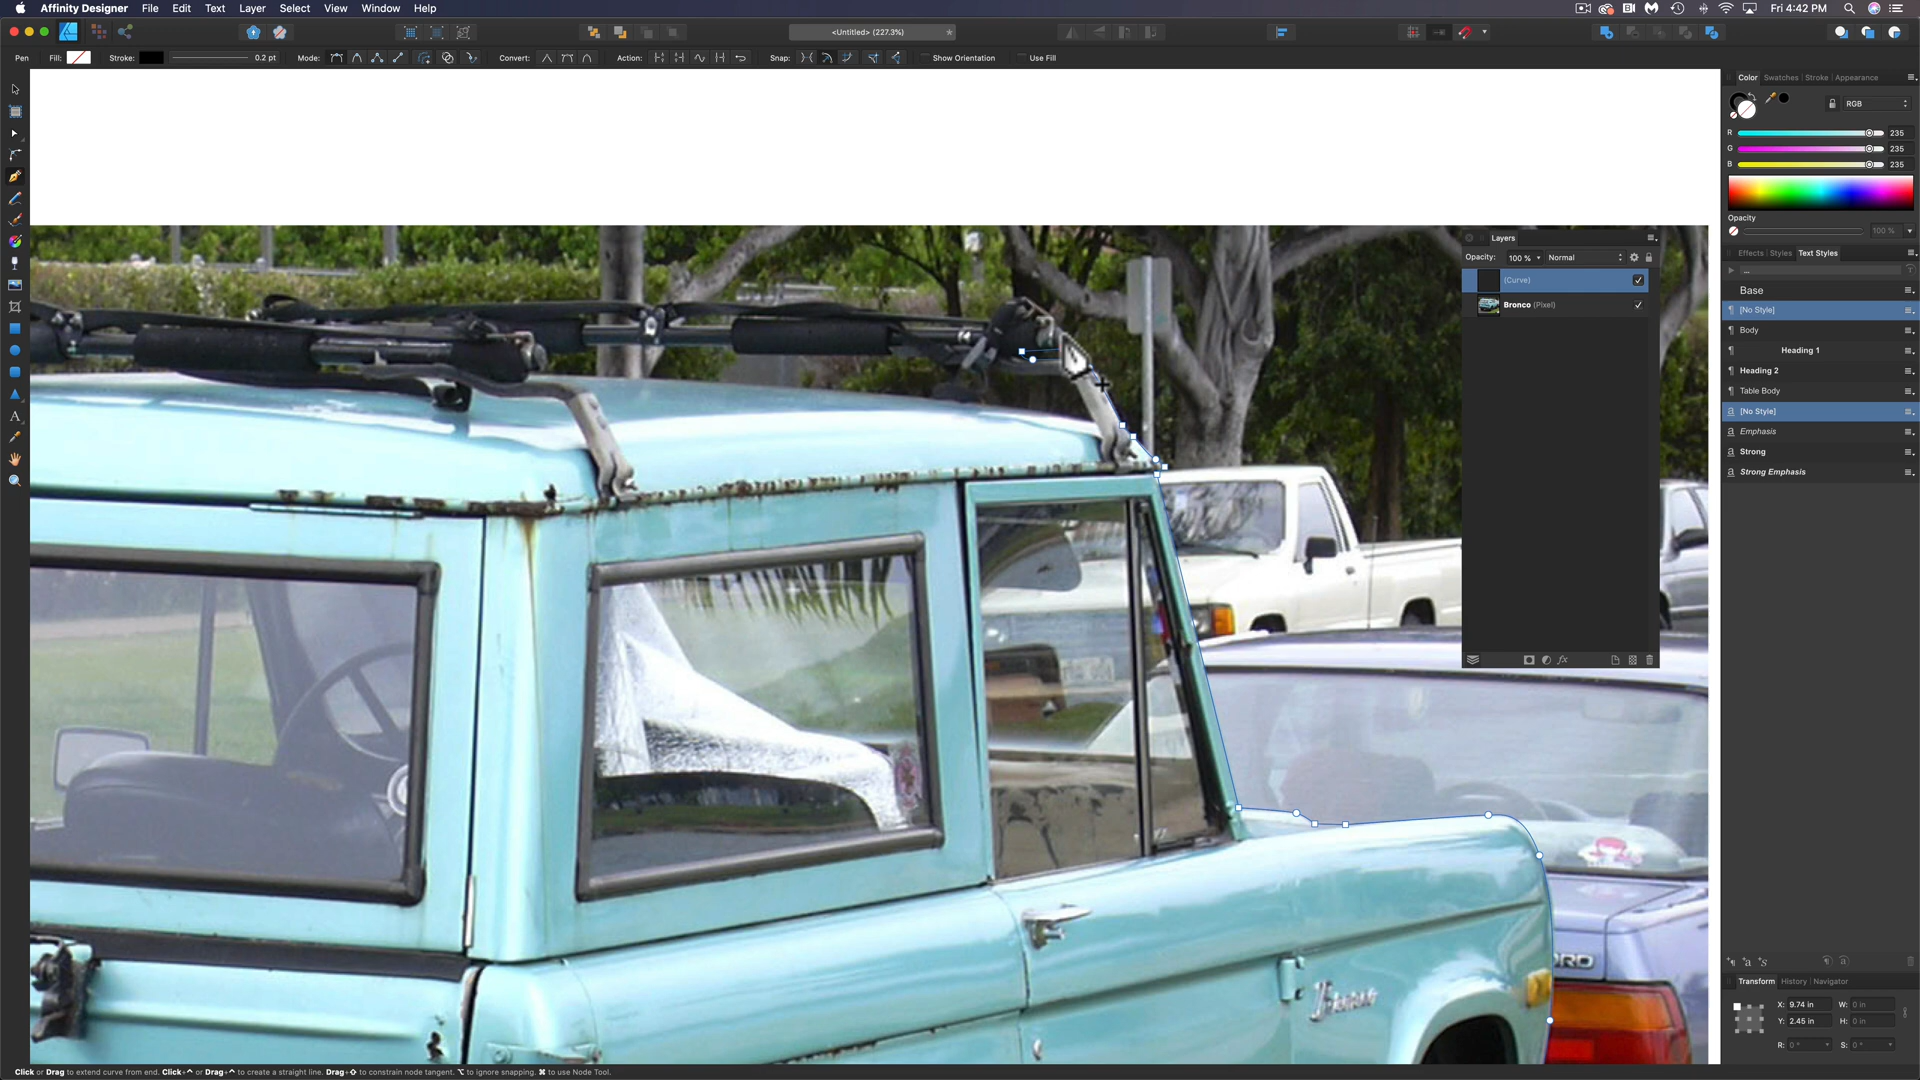 Affinity Designer File Edit Text Layer Select View Window Help Fri 4:42 PM
<Untitled> (227.3%)
Pen Fill: Stroke: 0.2 pt Mode: Convert: Action: Snap: Show Orientation Use Fill
Color Swatches Stroke Appearance
RGB
R 235
G 235
B 235
Opacity
100 %
Effects Styles Text Styles
...
Base
[No Style]
Body
Heading 1
Heading 2
Table Body
[No Style]
Emphasis
Strong
Strong Emphasis
Layers
Opacity: 100 % Normal
(Curve)
Bronco (Pixel)
Bronco
ORD
Transform History Navigator
X: 9.74 in W: 0 in
Y: 2.45 in H: 0 in
R: 0 ° S: 0 °
Click or Drag to extend curve from end. Click+^ or Drag+^ to create a straight line. Drag+⇧ to constrain node tangent. ⌥ to ignore snapping. ⌘ to use Node Tool.